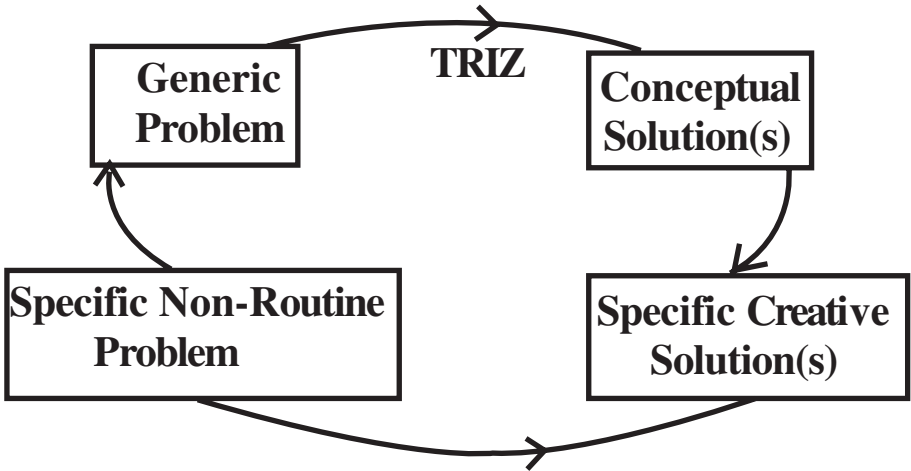 Generic
Problem
TRIZ
Conceptual
Solution(s)
Specific Non-Routine
Problem
Specific Creative
Solution(s)